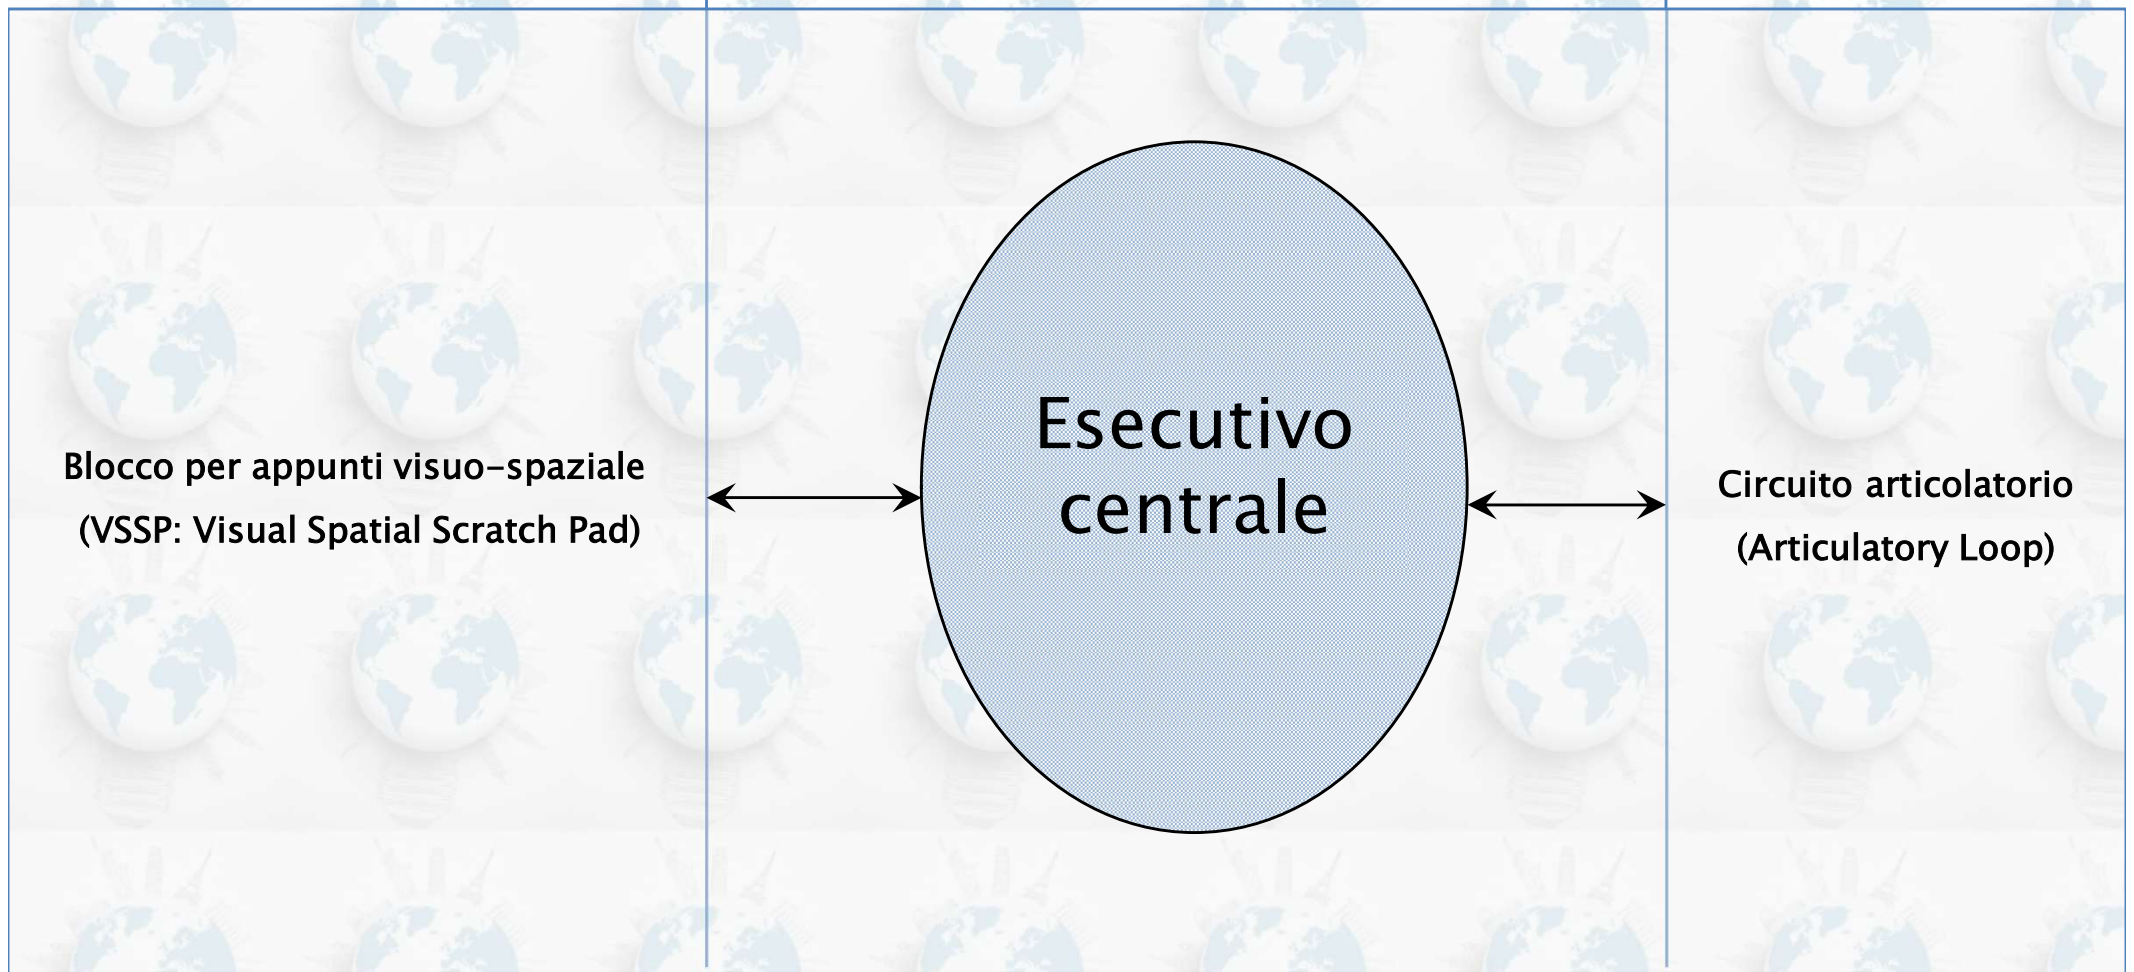 Blocco per appunti visuo-spaziale
(VSSP: Visual Spatial Scratch Pad)
Esecutivo
centrale
Circuito articolatorio
(Articulatory Loop)